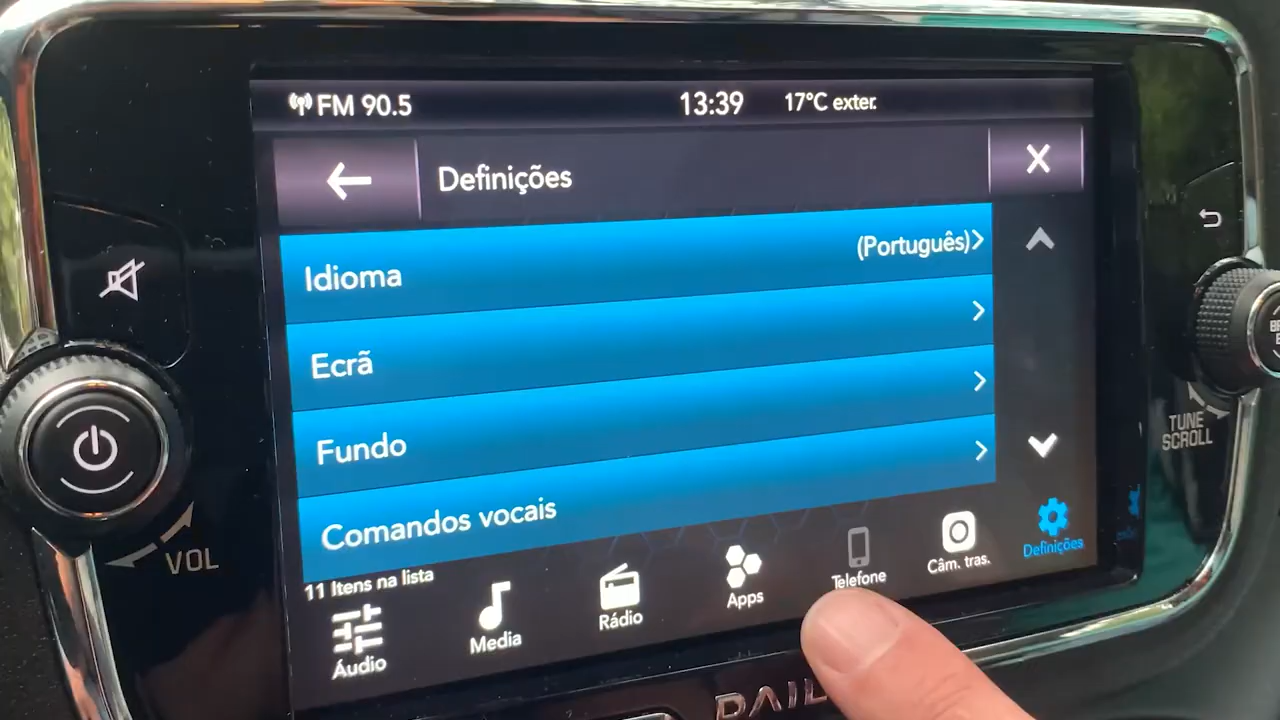 FM 90.5 13:39 17°C exter.
Definições X
Idioma (Português)
Ecrã
Fundo
Comandos vocais
11 Itens na lista
Áudio Media Rádio Apps Telefone Câm. tras. Definições
VOL
TUNE
SCROLL